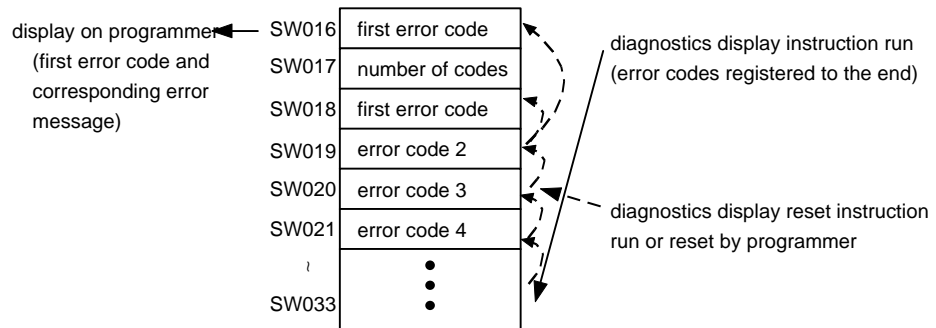 display on programmer
(first error code and
corresponding error
message)
SW016 first error code
SW017 number of codes
SW018 first error code
SW019 error code 2
SW020 error code 3
SW021 error code 4
~
SW033
diagnostics display instruction run
(error codes registered to the end)
diagnostics display reset instruction
run or reset by programmer